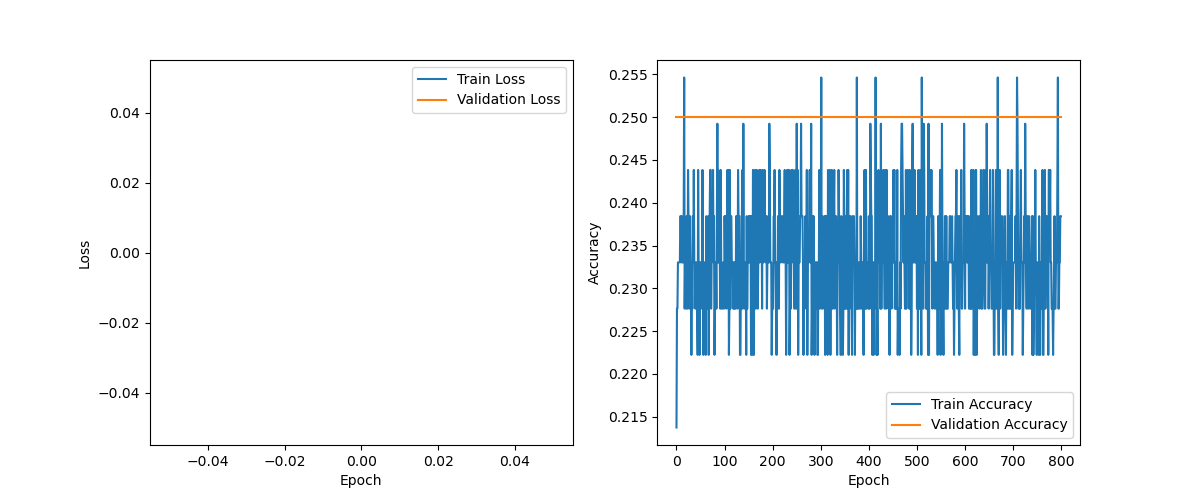 Train Loss
Validation Loss
0.04
0.02
0.00
−0.02
−0.04
Loss
−0.04 −0.02 0.00 0.02 0.04
Epoch
0.255
0.250
0.245
0.240
0.235
0.230
0.225
0.220
0.215
Accuracy
Train Accuracy
Validation Accuracy
0 100 200 300 400 500 600 700 800
Epoch